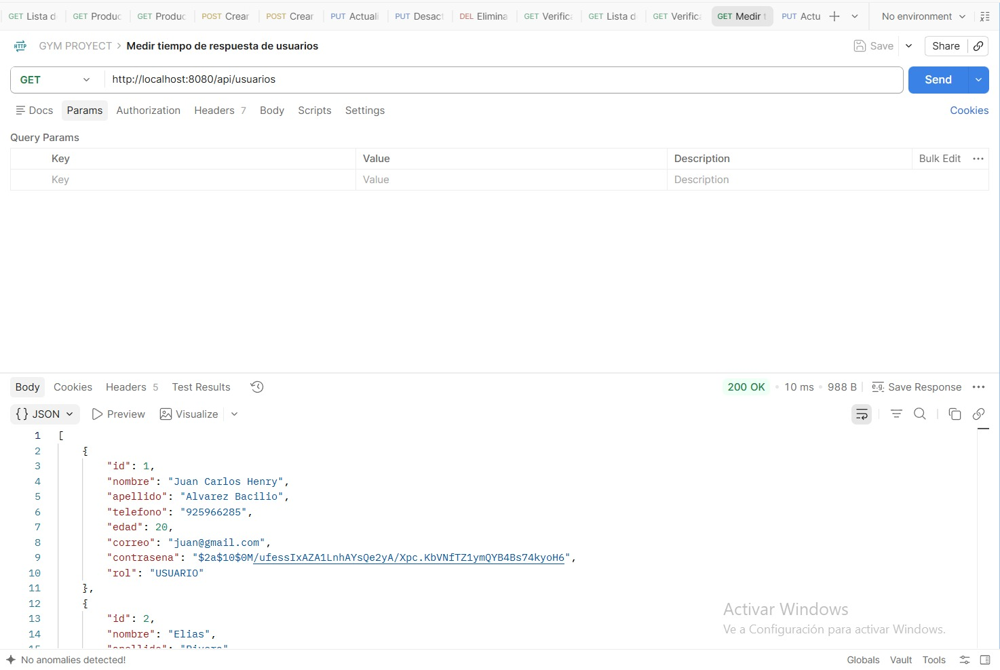 GET Lista d GET Produc GET Produc POST Crear POST Crear PUT Actuali PUT Desact DEL Elimina GET Verifica GET Lista d GET Verifica GET Medir t PUT Actu No environment
HTTP GYM PROYECT > Medir tiempo de respuesta de usuarios Save Share
GET http://localhost:8080/api/usuarios Send
Docs Params Authorization Headers 7 Body Scripts Settings Cookies
Query Params
Key Value Description Bulk Edit
Key Value Description
Body Cookies Headers 5 Test Results 200 OK • 10 ms • 988 B e.g. Save Response
{} JSON Preview Visualize
1 [
2 {
3 "id": 1,
4 "nombre": "Juan Carlos Henry",
5 "apellido": "Alvarez Bacilio",
6 "telefono": "925966285",
7 "edad": 20,
8 "correo": "juan@gmail.com",
9 "contrasena": "$2a$10$0M/ufessIxAZA1LnhAYsQe2yA/Xpc.KbVNfTZ1ymQYB4Bs74kyoH6",
10 "rol": "USUARIO"
11 },
12 {
13 "id": 2,
14 "nombre": "Elias",
15 "apellido": "Rivera"
Activar Windows
Ve a Configuración para activar Windows.
No anomalies detected! Globals Vault Tools